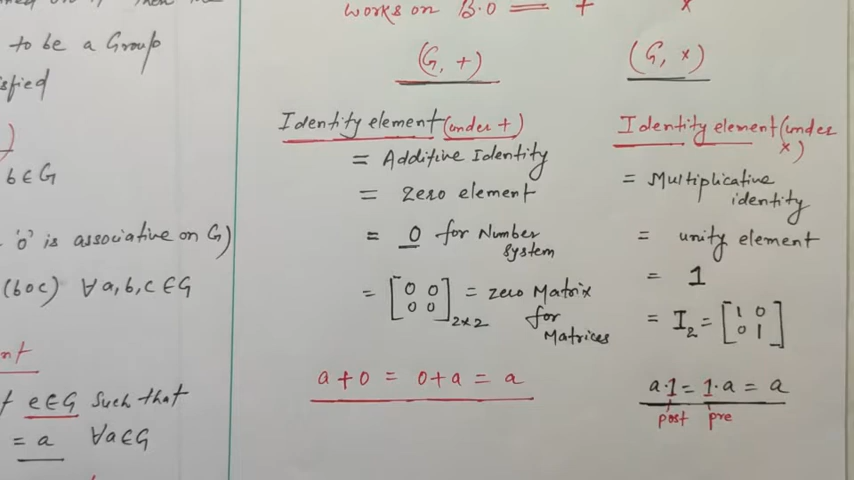 to be a Group
sfied
)
b∈G
'o' is associative on G)
(boc) ∀ a,b,c ∈ G
nt
e∈G such that
= a ∀a∈G
works on B.O = + ×
(G, +)
Identity element (under +)
= Additive Identity
= Zero element
= 0 for Number
System
= [0 0
0 0]2×2 = zero Matrix
for
Matrices
a+0 = 0+a = a
(G, ×)
Identity element (under
×)
= Multiplicative
identity
= unity element
= 1
= I2 = [1 0
0 1]
a·1 = 1·a = a
post pre